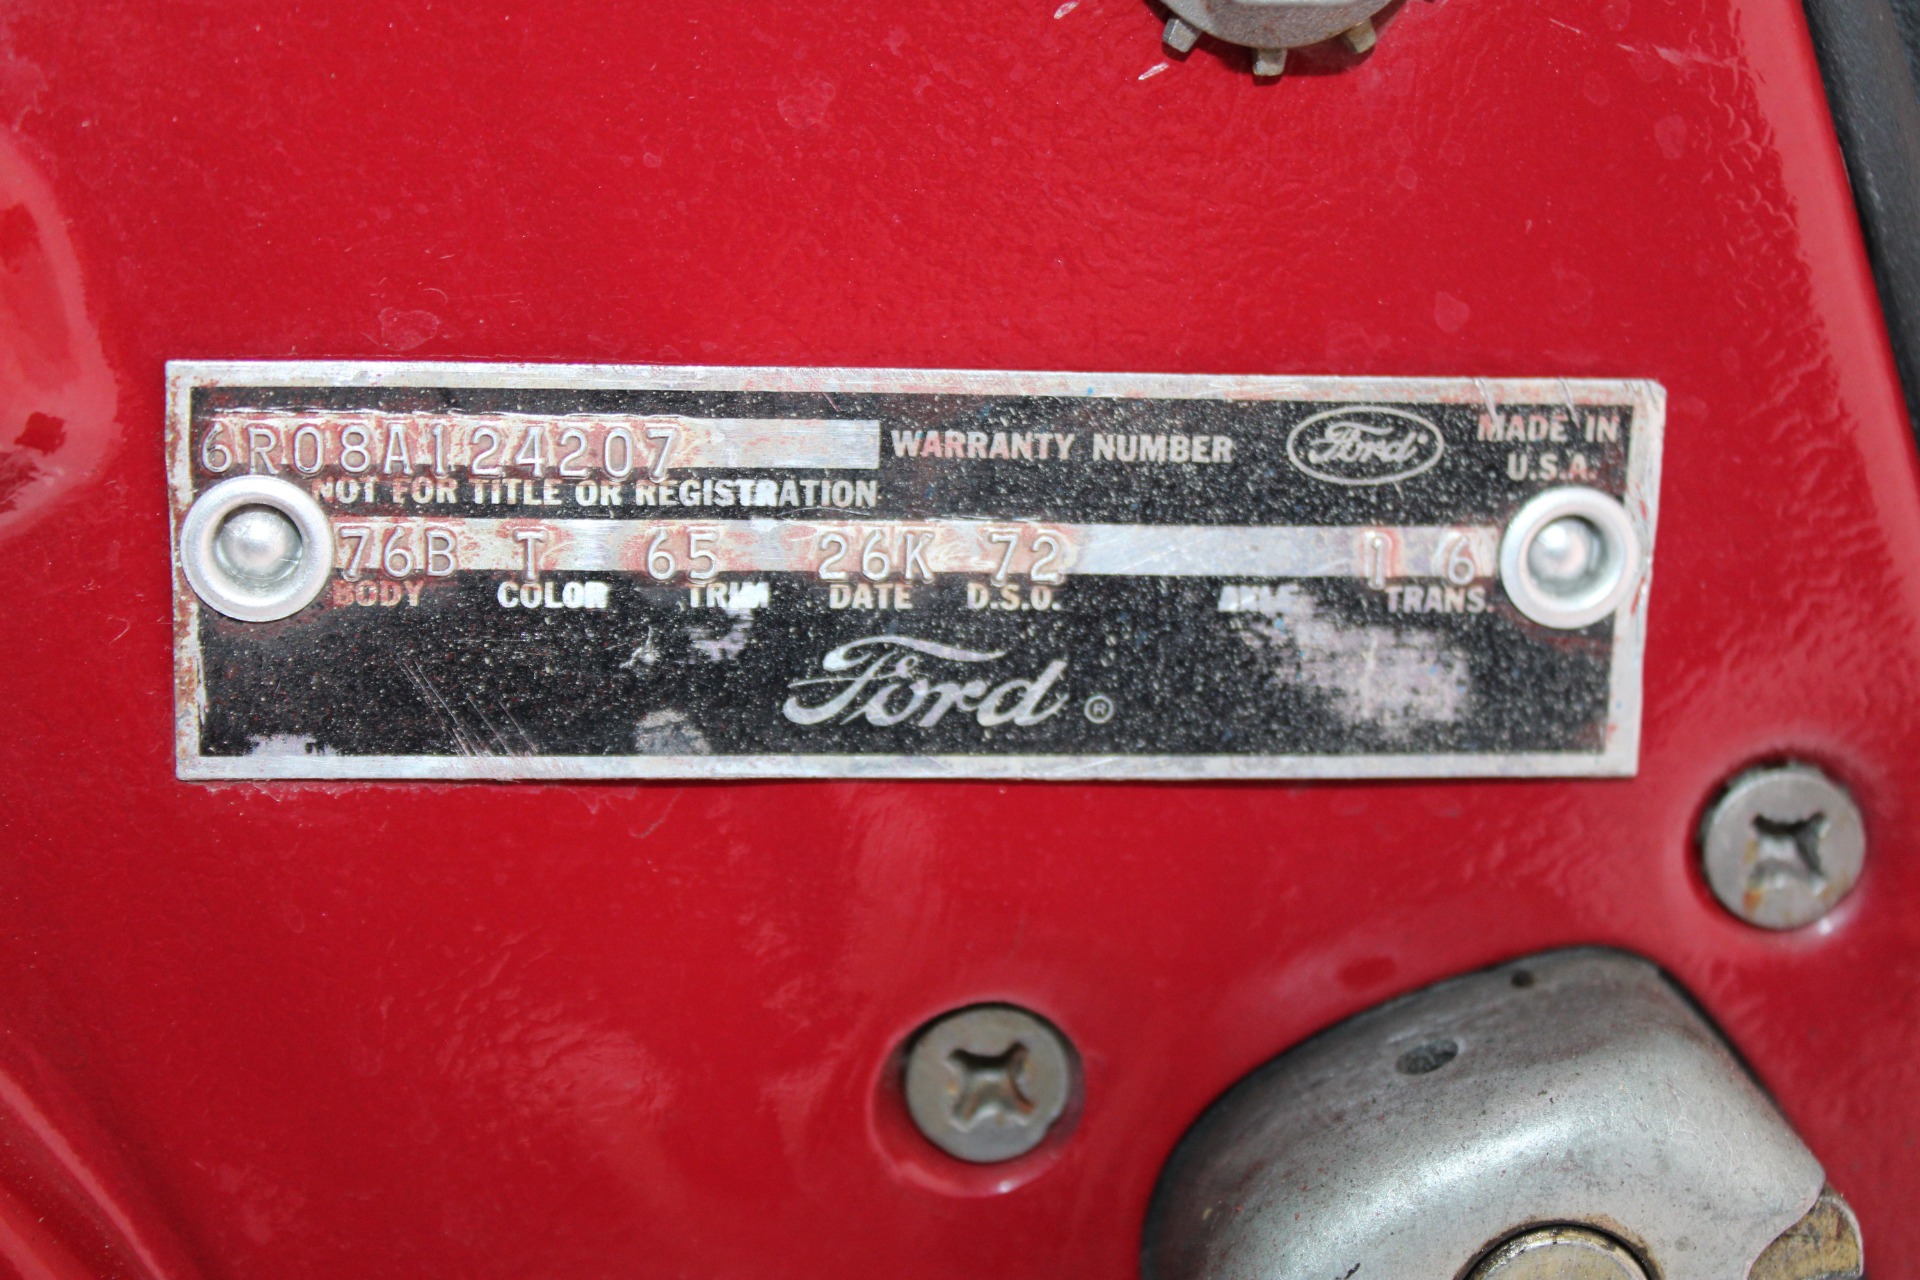 6R08A124207 WARRANTY NUMBER Ford MADE IN
U.S.A.
NOT FOR TITLE OR REGISTRATION
76B T 65 26K 72 1 6
BODY COLOR TRIM DATE D.S.O. AXLE TRANS.
Ford ®